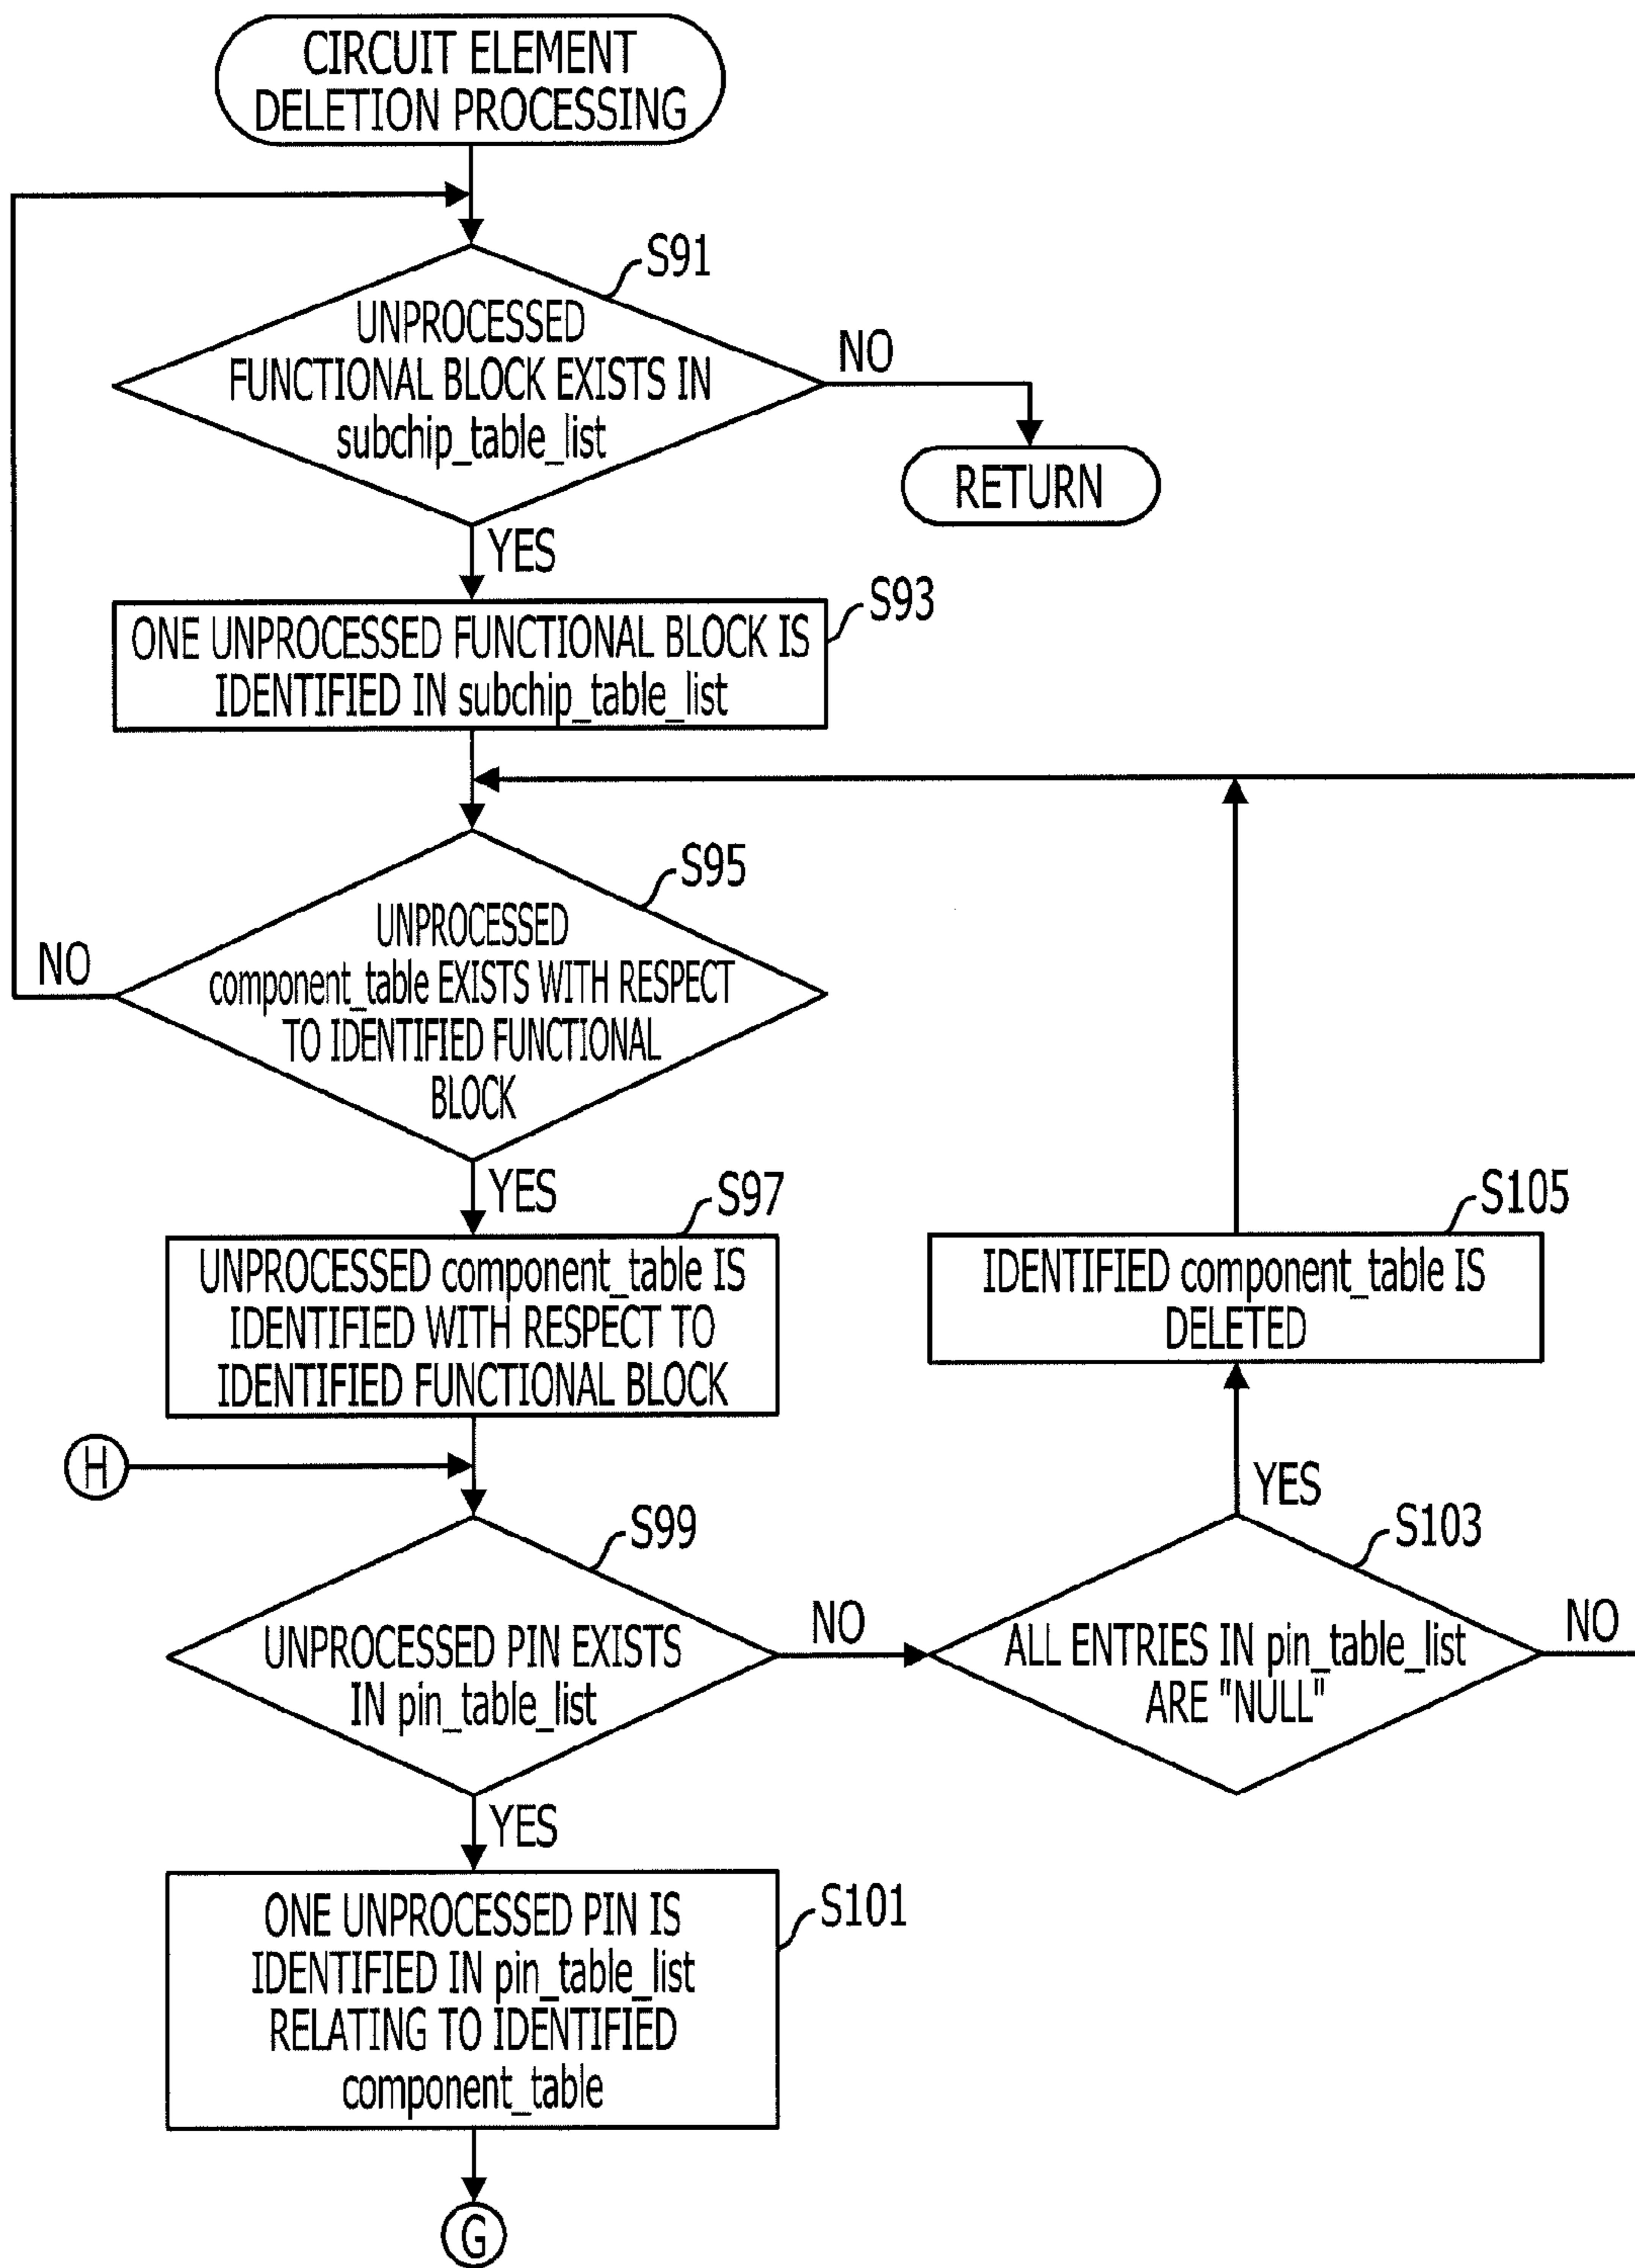 CIRCUIT ELEMENT
DELETION PROCESSING
S91
UNPROCESSED
FUNCTIONAL BLOCK EXISTS IN
subchip_table_list
NO
RETURN
YES
S93
ONE UNPROCESSED FUNCTIONAL BLOCK IS
IDENTIFIED IN subchip_table_list
S95
UNPROCESSED
component_table EXISTS WITH RESPECT
TO IDENTIFIED FUNCTIONAL
BLOCK
NO
YES
S97
UNPROCESSED component_table IS
IDENTIFIED WITH RESPECT TO
IDENTIFIED FUNCTIONAL BLOCK
S105
IDENTIFIED component_table IS
DELETED
H
YES
S99
UNPROCESSED PIN EXISTS
IN pin_table_list
NO
S103
ALL ENTRIES IN pin_table_list
ARE "NULL"
NO
YES
S101
ONE UNPROCESSED PIN IS
IDENTIFIED IN pin_table_list
RELATING TO IDENTIFIED
component_table
G